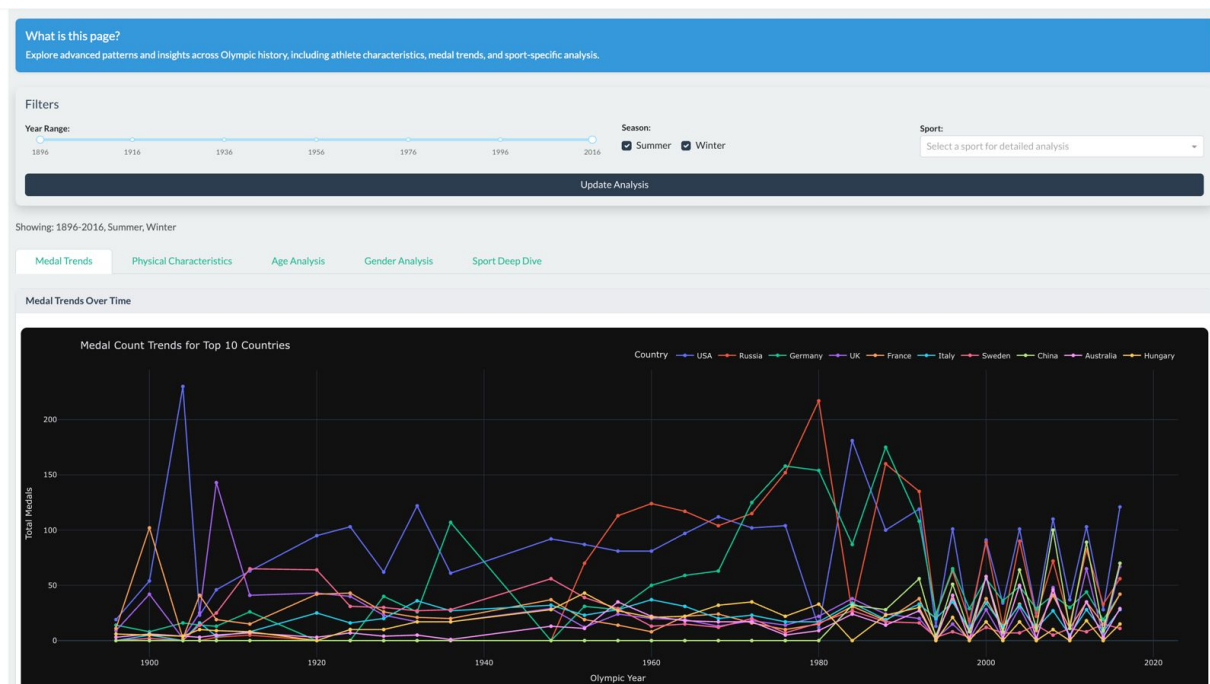 What is this page?
Explore advanced patterns and insights across Olympic history, including athlete characteristics, medal trends, and sport-specific analysis.
Filters
Year Range:
1896 1916 1936 1956 1976 1996 2016
Season:
Summer Winter
Sport:
Select a sport for detailed analysis
Update Analysis
Showing: 1896-2016, Summer, Winter
Medal Trends Physical Characteristics Age Analysis Gender Analysis Sport Deep Dive
Medal Trends Over Time
Medal Count Trends for Top 10 Countries
Country USA Russia Germany UK France Italy Sweden China Australia Hungary
Total Medals
200
150
100
50
0
1900 1920 1940 1960 1980 2000 2020
Olympic Year